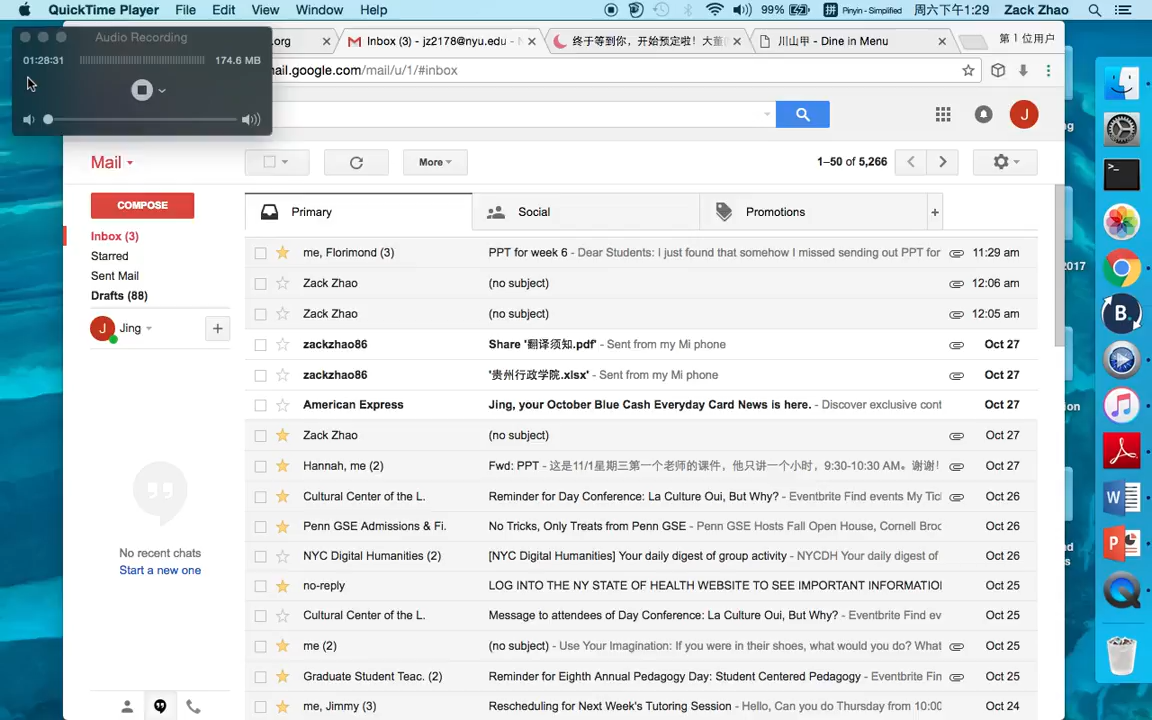 QuickTime Player File Edit View Window Help 99% 拼 Pinyin - Simplified 周六下午1:29 Zack Zhao
Audio Recording
.org Inbox (3) - jz2178@nyu.edu - 终于等到你，开始预定啦！大董 川山甲 - Dine in Menu 第 1 位用户
01:28:31 174.6 MB
ail.google.com/mail/u/1/#inbox
J
Mail More 1–50 of 5,266
COMPOSE Primary Social Promotions +
Inbox (3)
Starred
Sent Mail
Drafts (88)
J Jing +
me, Florimond (3) PPT for week 6 - Dear Students: I just found that somehow I missed sending out PPT for 11:29 am
Zack Zhao (no subject) 12:06 am
Zack Zhao (no subject) 12:05 am
zackzhao86 Share '翻译须知.pdf' - Sent from my Mi phone Oct 27
zackzhao86 '贵州行政学院.xlsx' - Sent from my Mi phone Oct 27
American Express Jing, your October Blue Cash Everyday Card News is here. - Discover exclusive cont Oct 27
Zack Zhao (no subject) Oct 27
Hannah, me (2) Fwd: PPT - 这是11/1星期三第一个老师的课件，他只讲一个小时，9:30-10:30 AM。谢谢！ Oct 27
Cultural Center of the L. Reminder for Day Conference: La Culture Oui, But Why? - Eventbrite Find events My Tic Oct 26
Penn GSE Admissions & Fi. No Tricks, Only Treats from Penn GSE - Penn GSE Hosts Fall Open House, Cornell Broc Oct 26
NYC Digital Humanities (2) [NYC Digital Humanities] Your daily digest of group activity - NYCDH Your daily digest of Oct 26
no-reply LOG INTO THE NY STATE OF HEALTH WEBSITE TO SEE IMPORTANT INFORMATIO Oct 25
Cultural Center of the L. Message to attendees of Day Conference: La Culture Oui, But Why? - Eventbrite Find ev Oct 25
me (2) (no subject) - Use Your Imagination: If you were in their shoes, what would you do? What Oct 25
Graduate Student Teac. (2) Reminder for Eighth Annual Pedagogy Day: Student Centered Pedagogy - Graduate Fin Oct 25
me, Jimmy (3) Rescheduling for Next Week's Tutoring Session - Hello, Can you do Thursday from 10:00 Oct 24
No recent chats
Start a new one
2017
B.
W
P